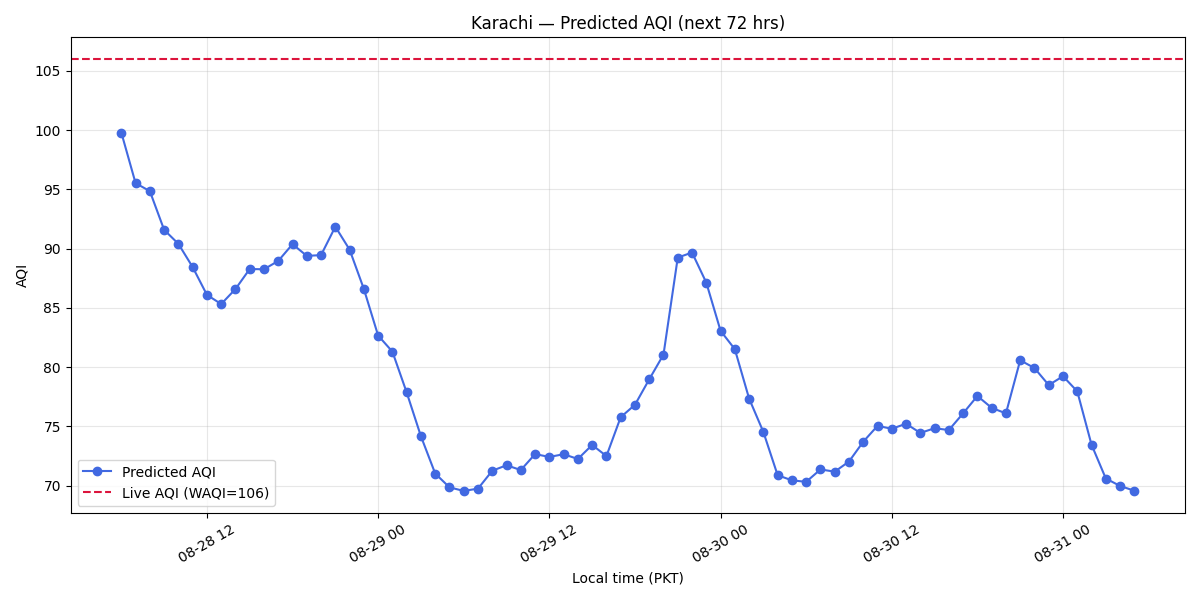 Karachi — Predicted AQI (next 72 hrs)
105
100
95
90
85
80
75
70
AQI
Predicted AQI
Live AQI (WAQI=106)
08-28 12
08-29 00
08-29 12
08-30 00
08-30 12
08-31 00
Local time (PKT)